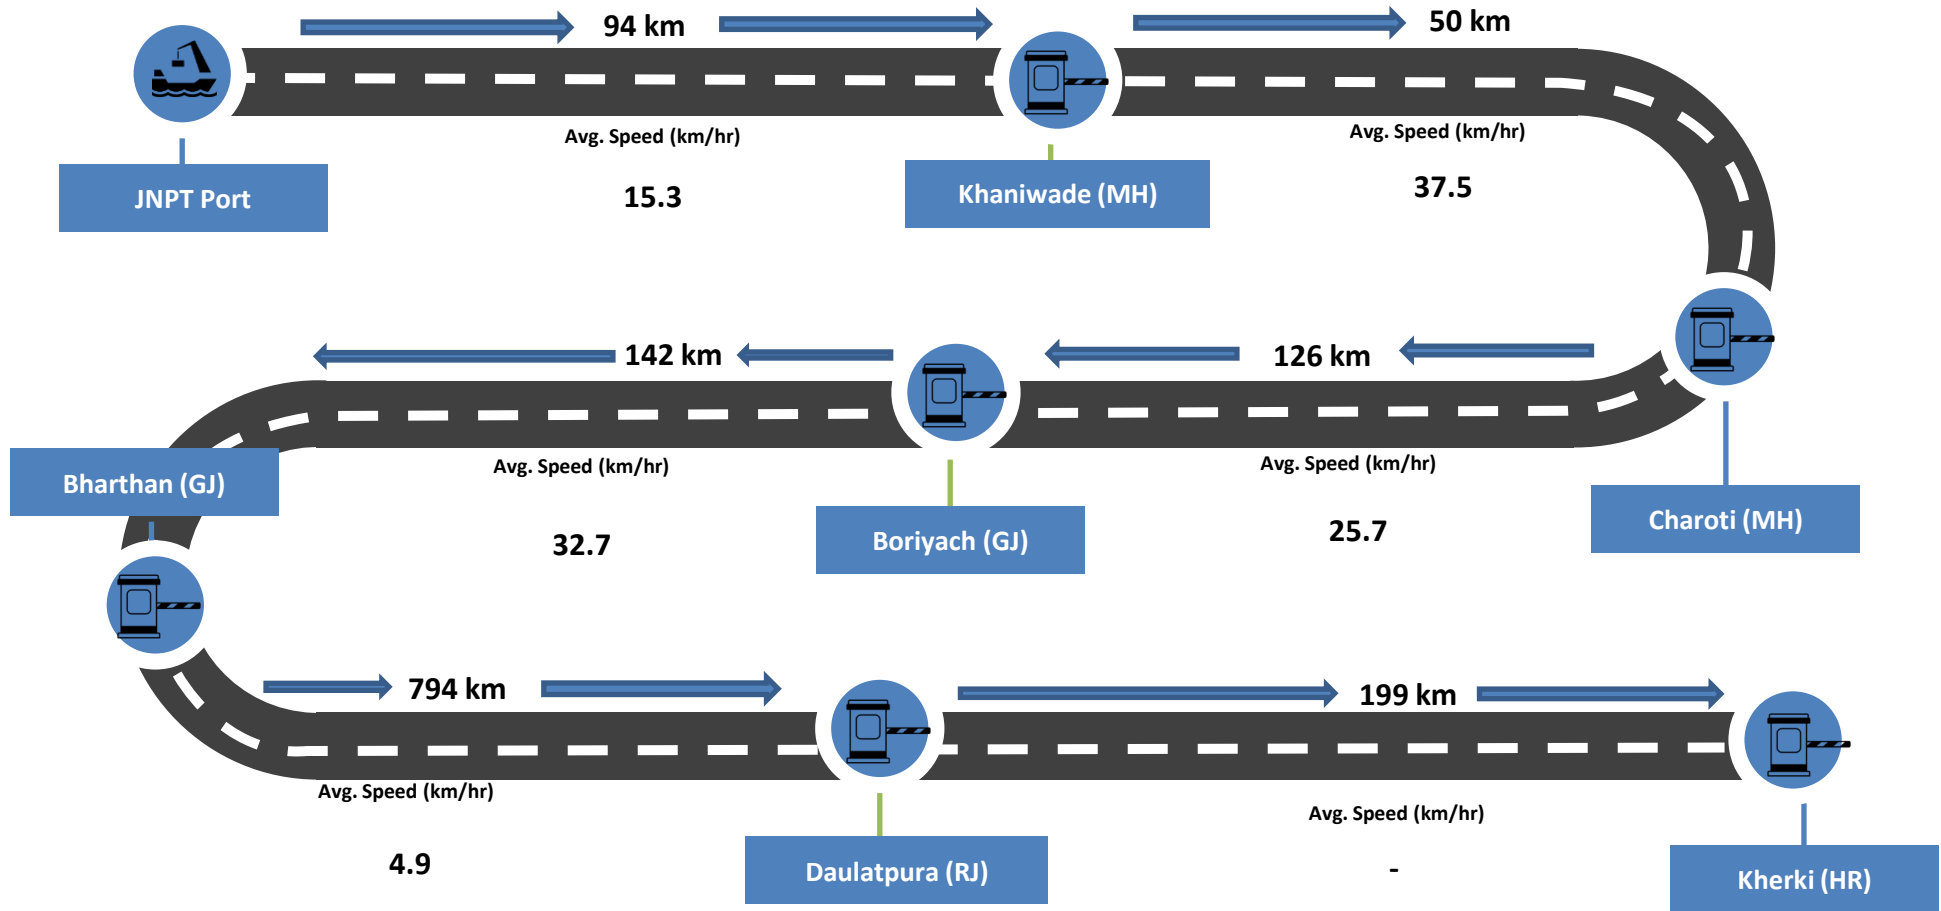 94 km
50 km
Avg. Speed (km/hr)
Avg. Speed (km/hr)
JNPT Port
15.3
Khaniwade (MH)
37.5
142 km
126 km
Bharthan (GJ)
Avg. Speed (km/hr)
Avg. Speed (km/hr)
32.7
Boriyach (GJ)
25.7
Charoti (MH)
794 km
199 km
Avg. Speed (km/hr)
Avg. Speed (km/hr)
4.9
Daulatpura (RJ)
-
Kherki (HR)